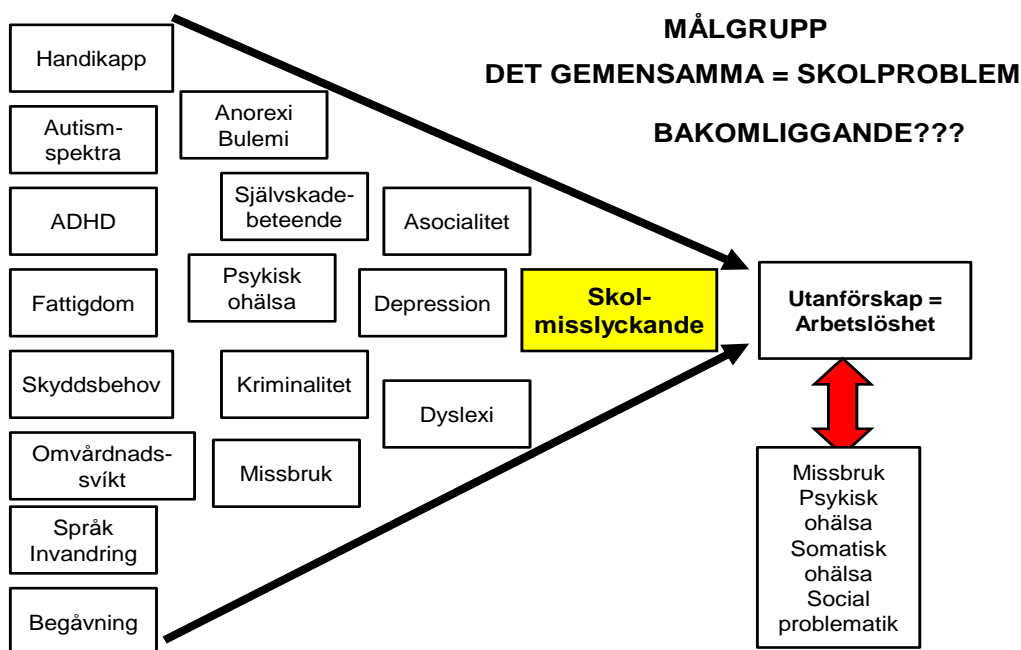 MÅLGRUPP
DET GEMENSAMMA = SKOLPROBLEM
BAKOMLIGGANDE???
Handikapp
Autism-
spektra
ADHD
Fattigdom
Skyddsbehov
Omvårdnads-
svíkt
Språk
Invandring
Begåvning
Anorexi
Bulemi
Självskade-
beteende
Psykisk
ohälsa
Kriminalitet
Missbruk
Asocialitet
Depression
Dyslexi
Skol-
misslyckande
Utanförskap =
Arbetslöshet
Missbruk
Psykisk
ohälsa
Somatisk
ohälsa
Social
problematik